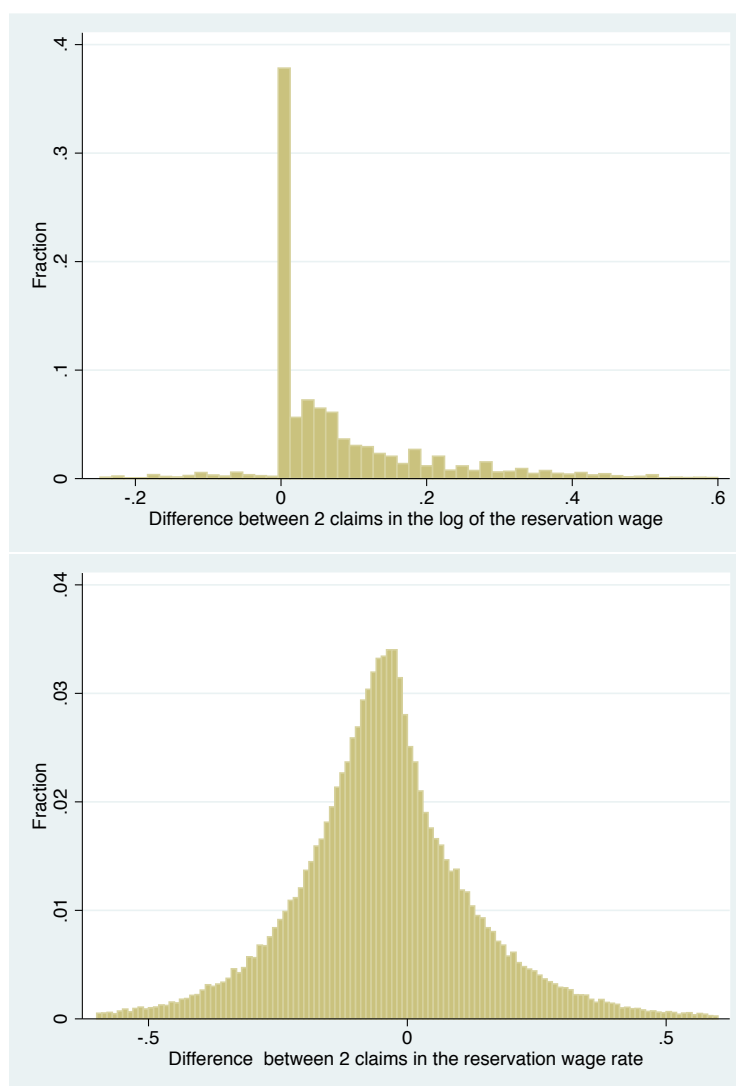 .4
.3
.2
.1
0
Fraction
-.2 0 .2 .4 .6
Difference between 2 claims in the log of the reservation wage
.04
.03
.02
.01
0
Fraction
-.5 0 .5
Difference between 2 claims in the reservation wage rate